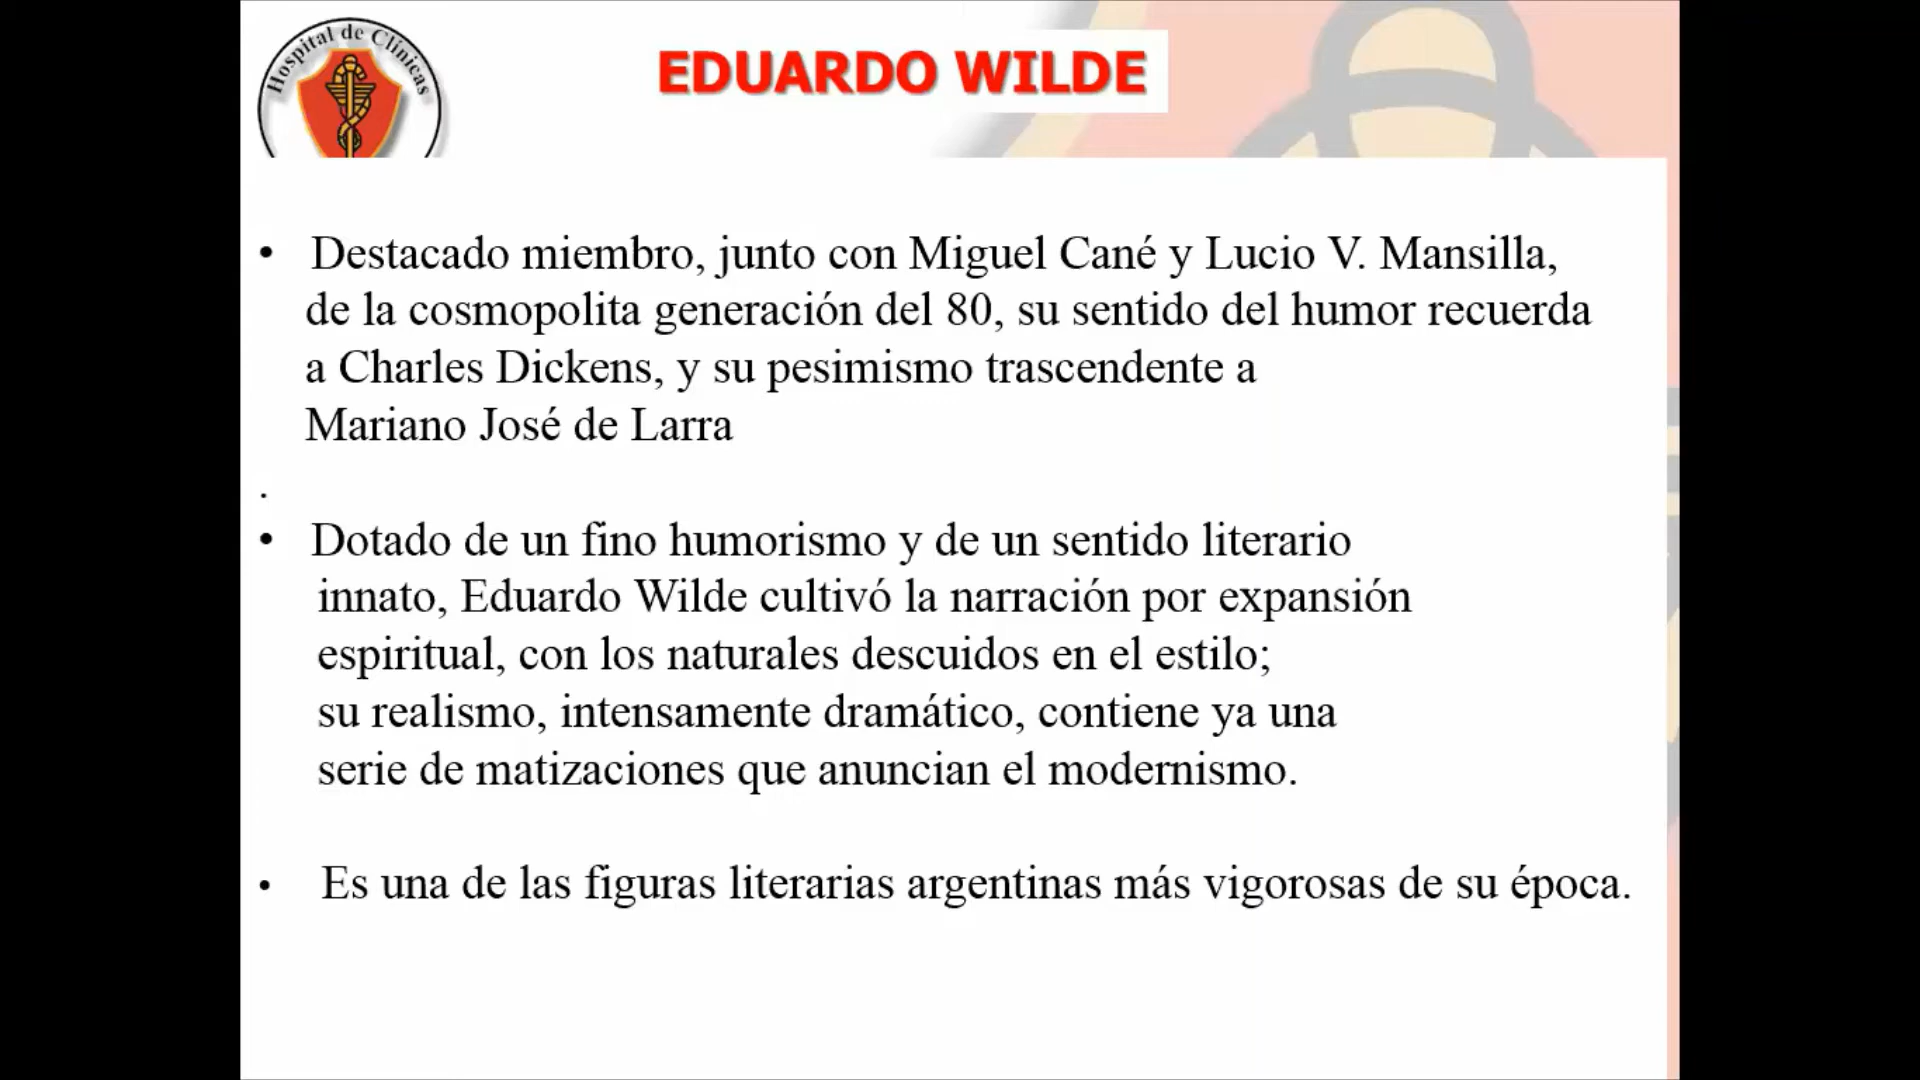 Hospital de Clínicas
EDUARDO WILDE
• Destacado miembro, junto con Miguel Cané y Lucio V. Mansilla,
de la cosmopolita generación del 80, su sentido del humor recuerda
a Charles Dickens, y su pesimismo trascendente a
Mariano José de Larra
.
• Dotado de un fino humorismo y de un sentido literario
innato, Eduardo Wilde cultivó la narración por expansión
espiritual, con los naturales descuidos en el estilo;
su realismo, intensamente dramático, contiene ya una
serie de matizaciones que anuncian el modernismo.
• Es una de las figuras literarias argentinas más vigorosas de su época.